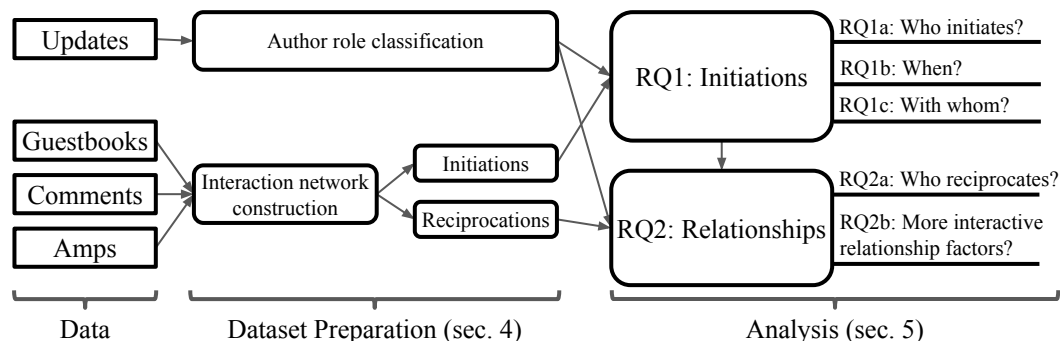 Updates
Author role classification
Guestbooks
Comments
Amps
Interaction network
construction
Initiations
Reciprocations
RQ1: Initiations
RQ1a: Who initiates?
RQ1b: When?
RQ1c: With whom?
RQ2: Relationships
RQ2a: Who reciprocates?
RQ2b: More interactive
relationship factors?
Data
Dataset Preparation (sec. 4)
Analysis (sec. 5)